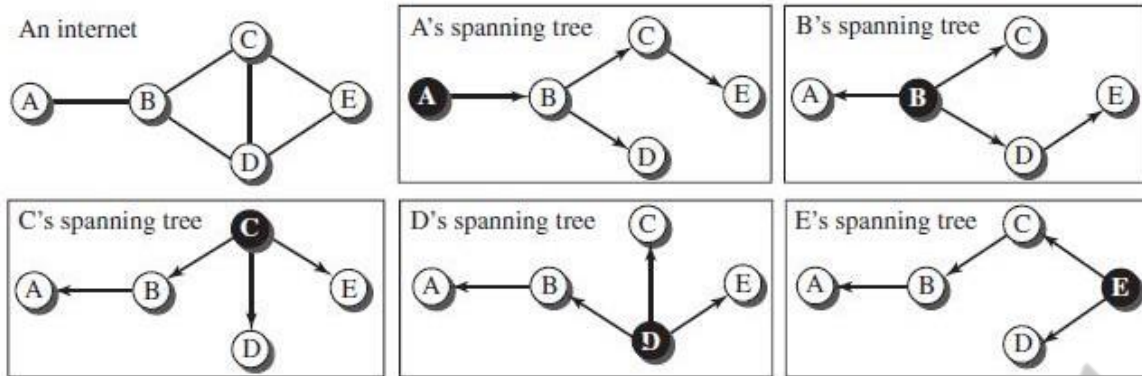 An internet
A
B
C
D
E
A's spanning tree
A
B
C
D
E
B's spanning tree
A
B
C
D
E
C's spanning tree
A
B
C
D
E
D's spanning tree
A
B
C
D
E
E's spanning tree
A
B
C
D
E